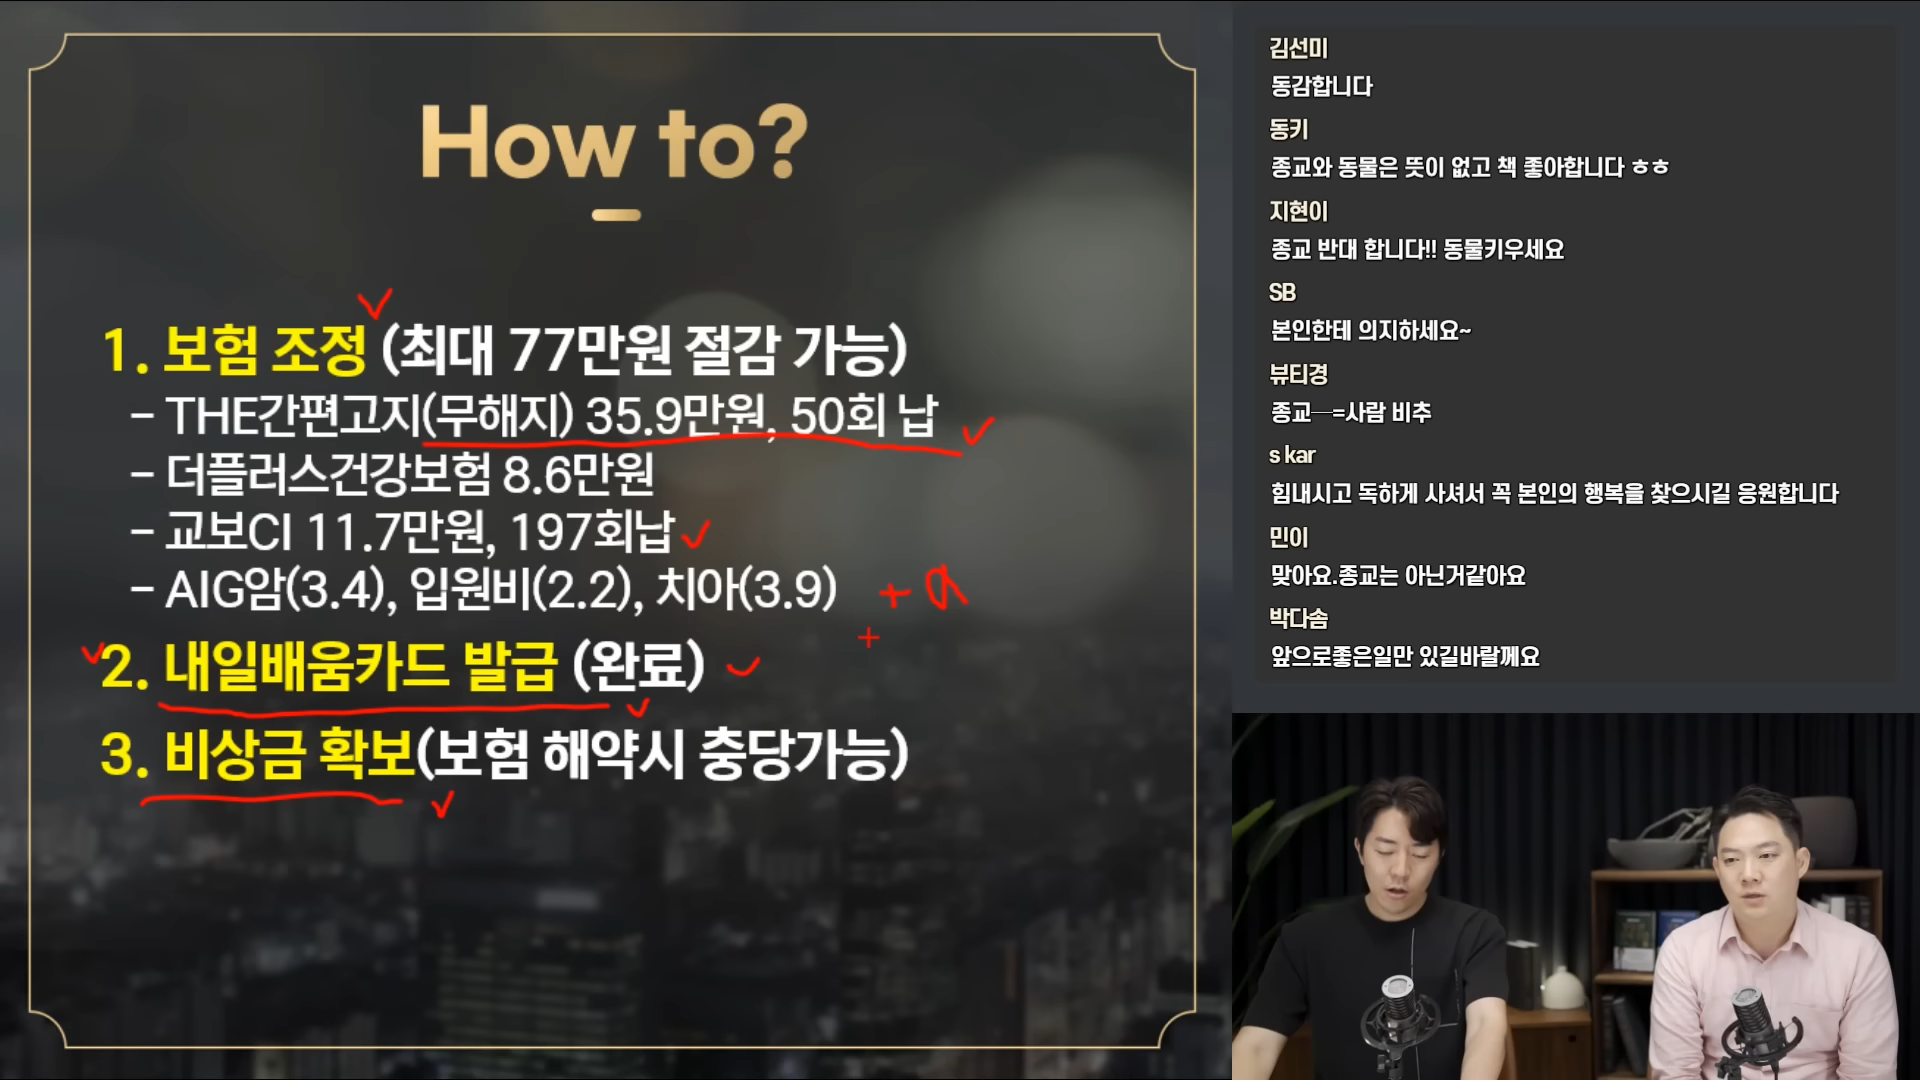 How to?
1. 보험 조정 (최대 77만원 절감 가능)
- THE간편고지(무해지) 35.9만원, 50회 납
- 더플러스건강보험 8.6만원
- 교보CI 11.7만원, 197회납
- AIG암(3.4), 입원비(2.2), 치아(3.9)
2. 내일배움카드 발급 (완료)
3. 비상금 확보(보험 해약시 충당가능)
김선미
동감합니다
동키
종교와 동물은 뜻이 없고 책 좋아합니다 ㅎㅎ
지현이
종교 반대 합니다!! 동물키우세요
SB
본인한테 의지하세요~
뷰티경
종교─=사람 비추
s kar
힘내시고 독하게 사셔서 꼭 본인의 행복을 찾으시길 응원합니다
민이
맞아요.종교는 아닌거같아요
박다솜
앞으로좋은일만 있길바랄께요